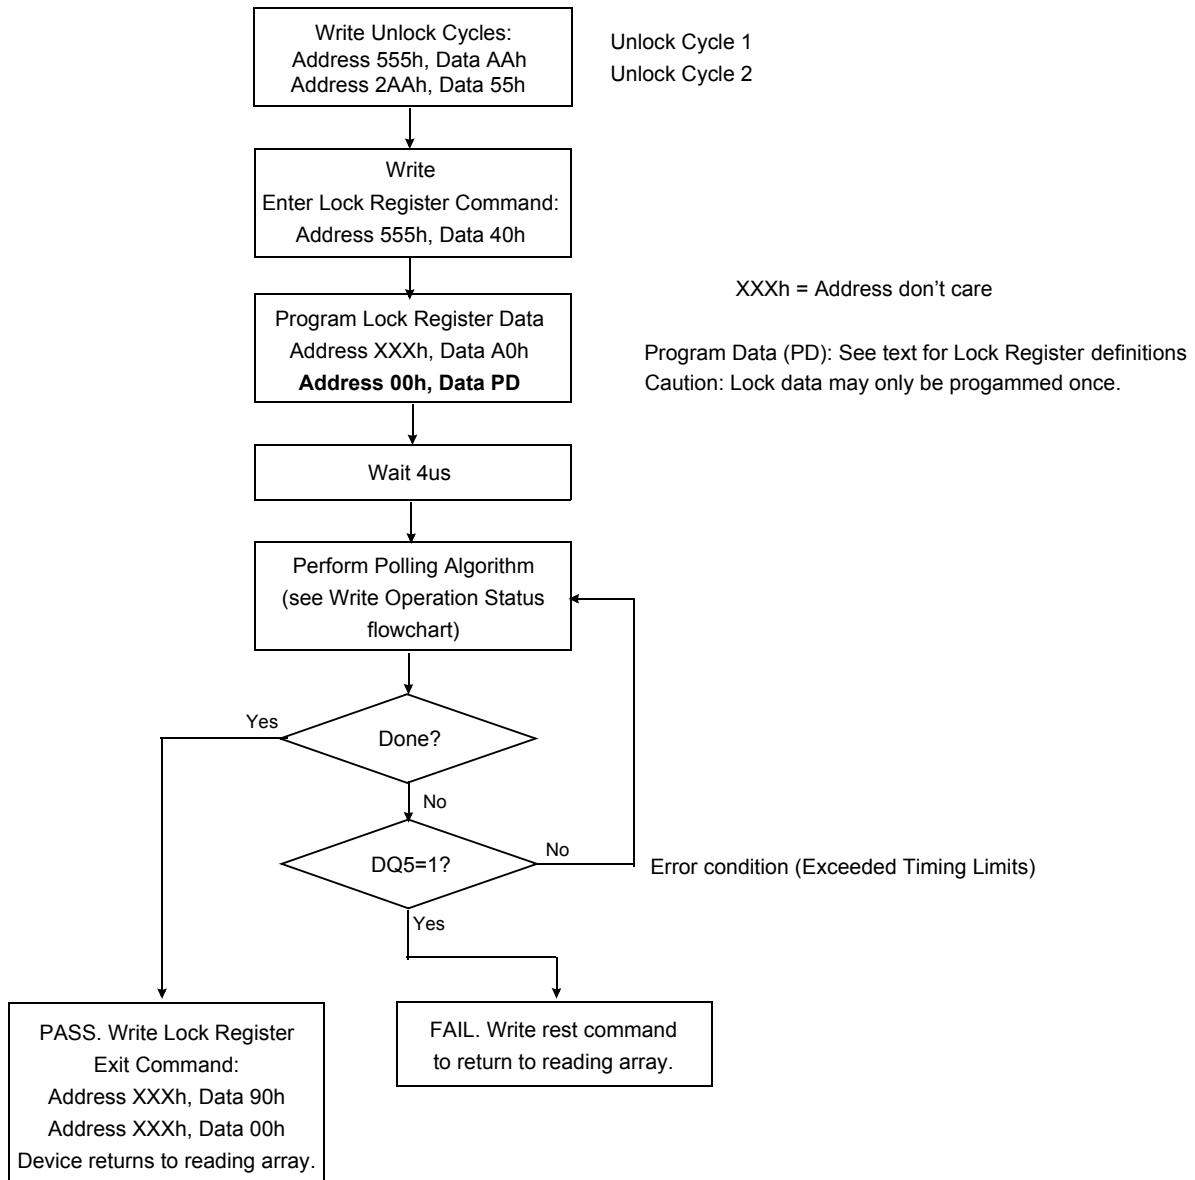 Write Unlock Cycles:
Address 555h, Data AAh
Address 2AAh, Data 55h
Unlock Cycle 1
Unlock Cycle 2
Write
Enter Lock Register Command:
Address 555h, Data 40h
XXXh = Address don't care
Program Lock Register Data
Address XXXh, Data A0h
Address 00h, Data PD
Program Data (PD): See text for Lock Register definitions
Caution: Lock data may only be progammed once.
Wait 4us
Perform Polling Algorithm
(see Write Operation Status
flowchart)
Yes
Done?
No
DQ5=1?
No
Error condition (Exceeded Timing Limits)
Yes
PASS. Write Lock Register
Exit Command:
Address XXXh, Data 90h
Address XXXh, Data 00h
Device returns to reading array.
FAIL. Write rest command
to return to reading array.